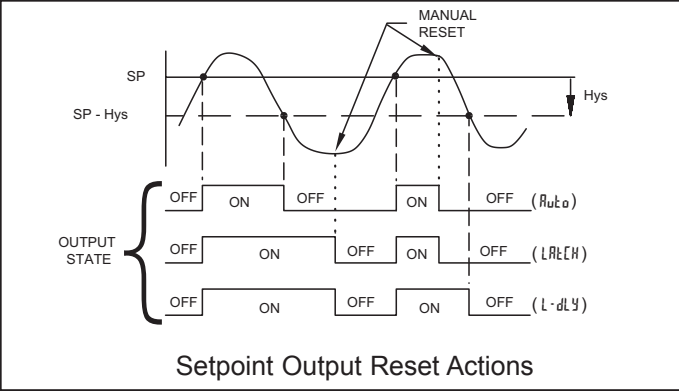 MANUAL
RESET
SP
Hys
SP - Hys
OFF ON OFF ON OFF (Auto)
OUTPUT
STATE
OFF ON OFF ON OFF (LAtCH)
OFF ON OFF ON OFF (L-dLY)
Setpoint Output Reset Actions